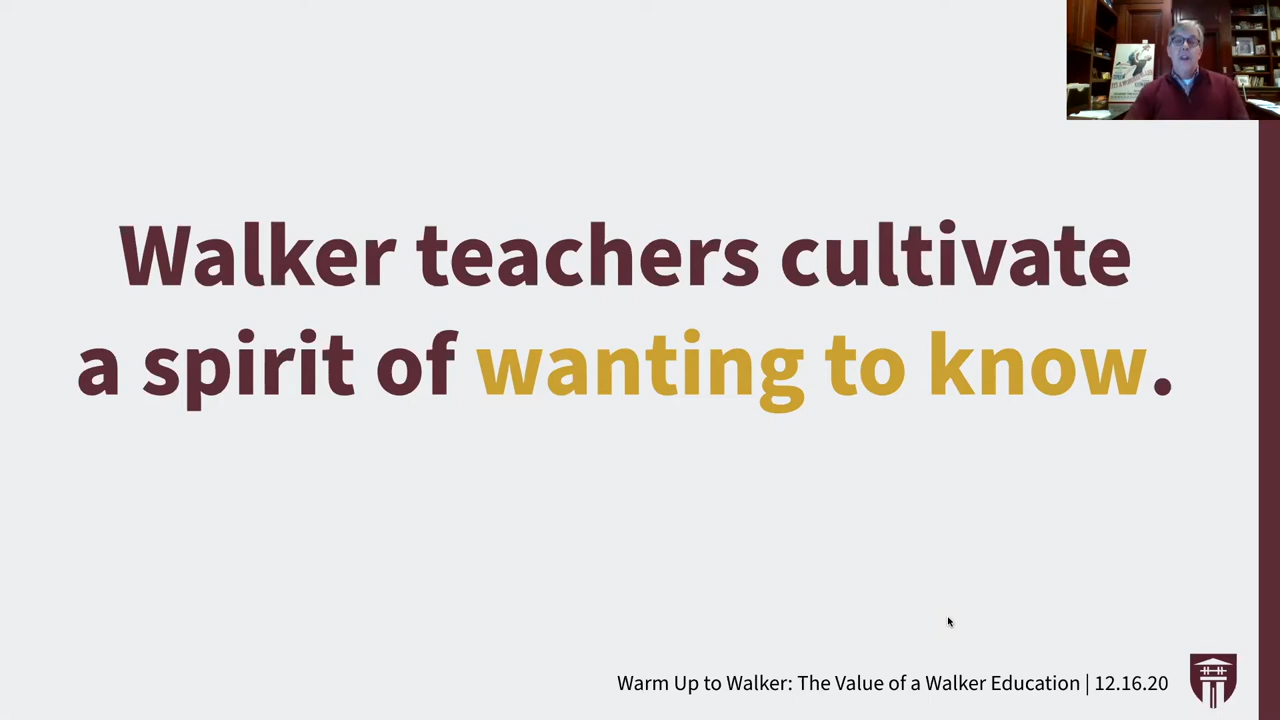 Walker teachers cultivate
a spirit of wanting to know.
Warm Up to Walker: The Value of a Walker Education | 12.16.20